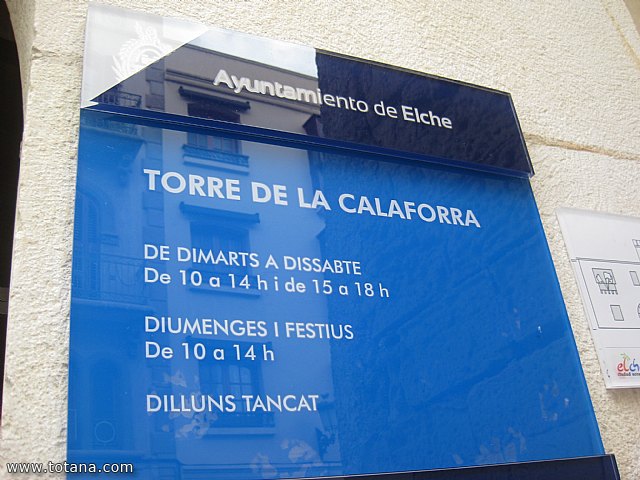 Ayuntamiento de Elche
TORRE DE LA CALAFORRA
DE DIMARTS A DISSABTE
De 10 a 14 h i de 15 a 18 h
DIUMENGES I FESTIUS
De 10 a 14 h
DILLUNS TANCAT
www.totana.com